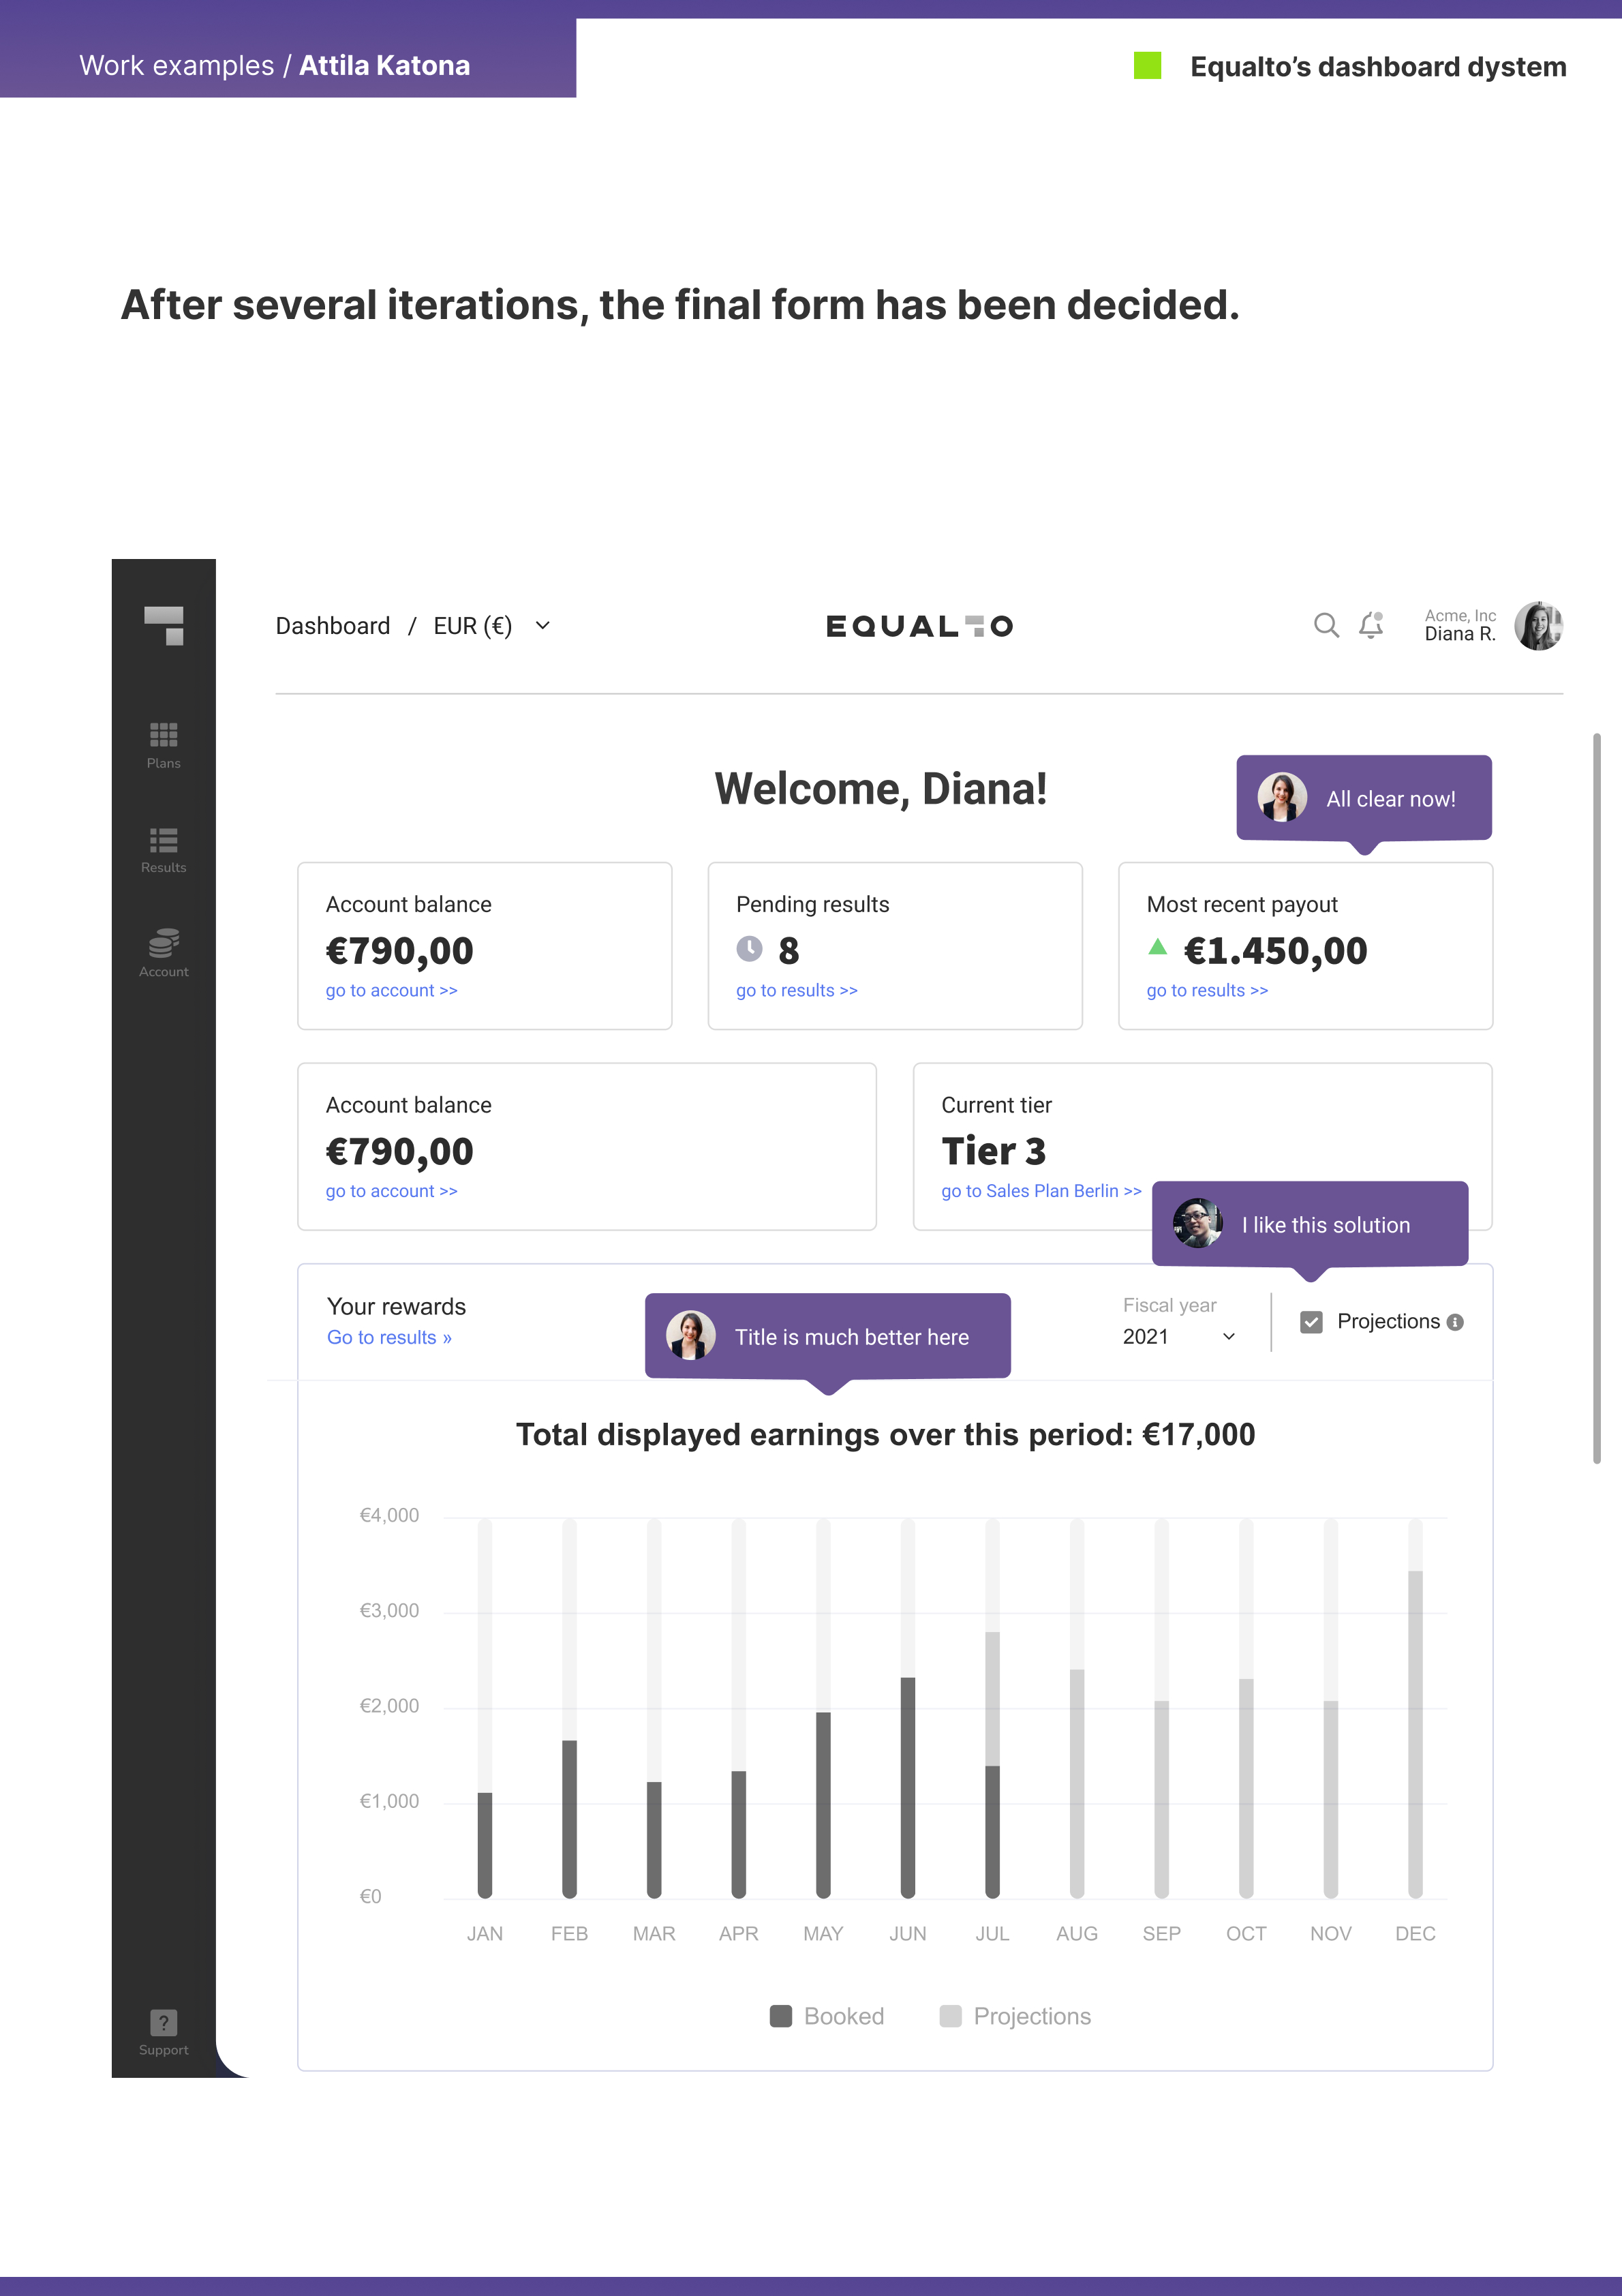 Work examples / Attila Katona
Equalto’s dashboard dystem
After several iterations, the final form has been decided.
Dashboard / EUR (€)
EQUALTO
Acme, Inc
Diana R.
Plans
Results
Account
Support
Welcome, Diana!
All clear now!
Account balance
€790,00
go to account >>
Pending results
8
go to results >>
Most recent payout
€1.450,00
go to results >>
Account balance
€790,00
go to account >>
Current tier
Tier 3
go to Sales Plan Berlin >>
I like this solution
Your rewards
Go to results »
Title is much better here
Fiscal year
2021
Projections
Total displayed earnings over this period: €17,000
€4,000
€3,000
€2,000
€1,000
€0
JAN FEB MAR APR MAY JUN JUL AUG SEP OCT NOV DEC
Booked Projections